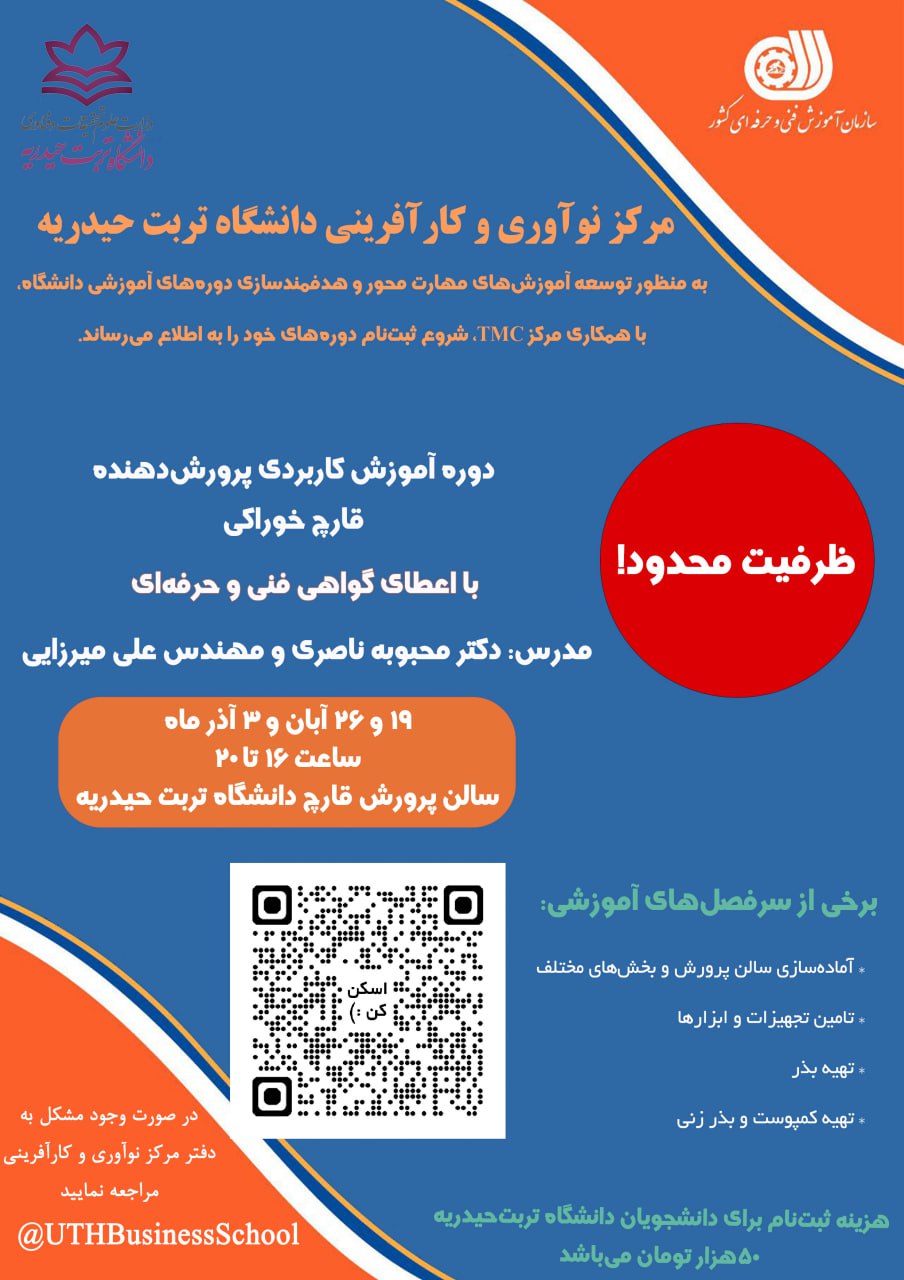 وزارت علوم تحقیقات و فناوری
دانشگاه تربت حیدریه
سازمان آموزش فنی و حرفه ای کشور
مرکز نوآوری و کارآفرینی دانشگاه تربت حیدریه
به منظور توسعه آموزش‌های مهارت محور و هدفمندسازی دوره‌های آموزشی دانشگاه،
با همکاری مرکز TMC، شروع ثبت‌نام دوره‌های خود را به اطلاع می‌رساند.
دوره آموزش کاربردی پرورش‌دهنده
قارچ خوراکی
با اعطای گواهی فنی و حرفه‌ای
مدرس: دکتر محبوبه ناصری و مهندس علی میرزایی
ظرفیت محدود!
۱۹ و ۲۶ آبان و ۳ آذر ماه
ساعت ۱۶ تا ۲۰
سالن پرورش قارچ دانشگاه تربت حیدریه
اسکن
کن :)
برخی از سرفصل‌های آموزشی:
* آماده‌سازی سالن پرورش و بخش‌های مختلف
* تامین تجهیزات و ابزارها
* تهیه بذر
* تهیه کمپوست و بذر زنی
در صورت وجود مشکل به
دفتر مرکز نوآوری و کارآفرینی
مراجعه نمایید
@UTHBusinessSchool
هزینه ثبت‌نام برای دانشجویان دانشگاه تربت‌حیدریه
۵۰هزار تومان می‌باشد